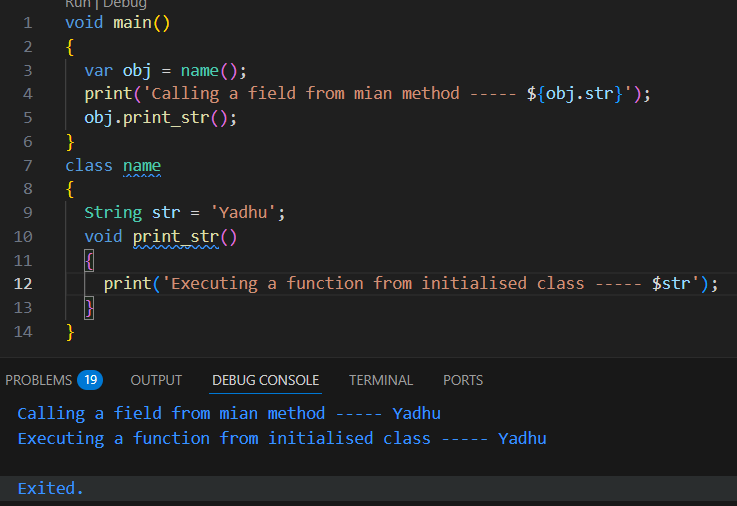 Run | Debug
1 void main()
2 {
3 var obj = name();
4 print('Calling a field from mian method ----- ${obj.str}');
5 obj.print_str();
6 }
7 class name
8 {
9 String str = 'Yadhu';
10 void print_str()
11 {
12 print('Executing a function from initialised class ----- $str');
13 }
14 }
PROBLEMS 19 OUTPUT DEBUG CONSOLE TERMINAL PORTS
Calling a field from mian method ----- Yadhu
Executing a function from initialised class ----- Yadhu
Exited.